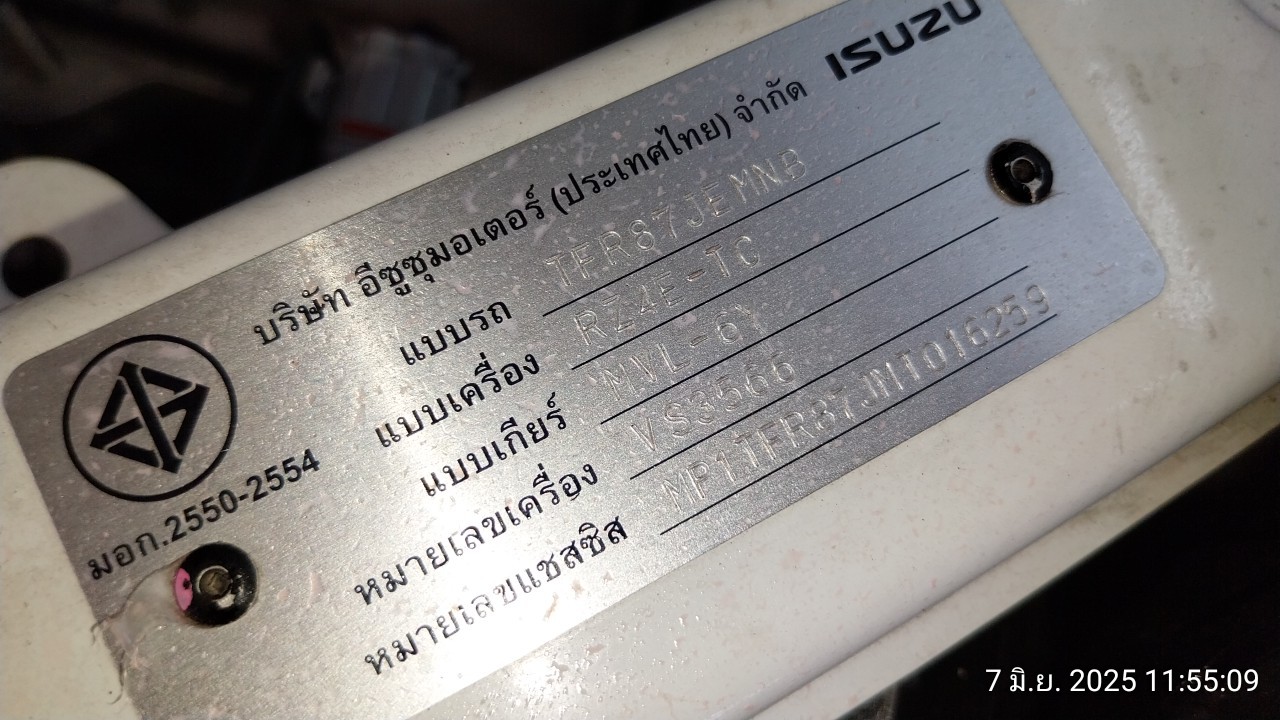 ISUZU
บริษัท อีซูซุมอเตอร์ (ประเทศไทย) จำกัด
แบบรถ TFR87JEMNB
แบบเครื่อง RZ4E-TC
แบบเกียร์ MVL-6Y
หมายเลขเครื่อง VS3566
หมายเลขแชสซิส MP1TFR87JMT016259
มอก.2550-2554
7 มิ.ย. 2025 11:55:09